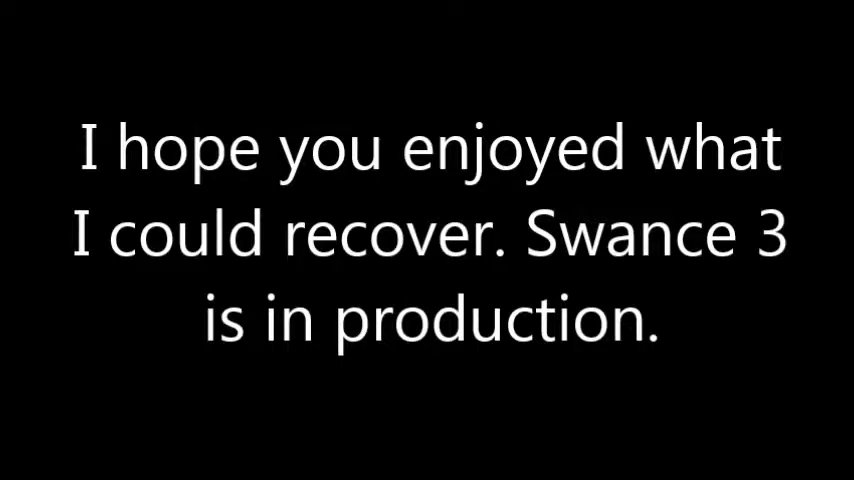 I hope you enjoyed what
I could recover. Swance 3
is in production.